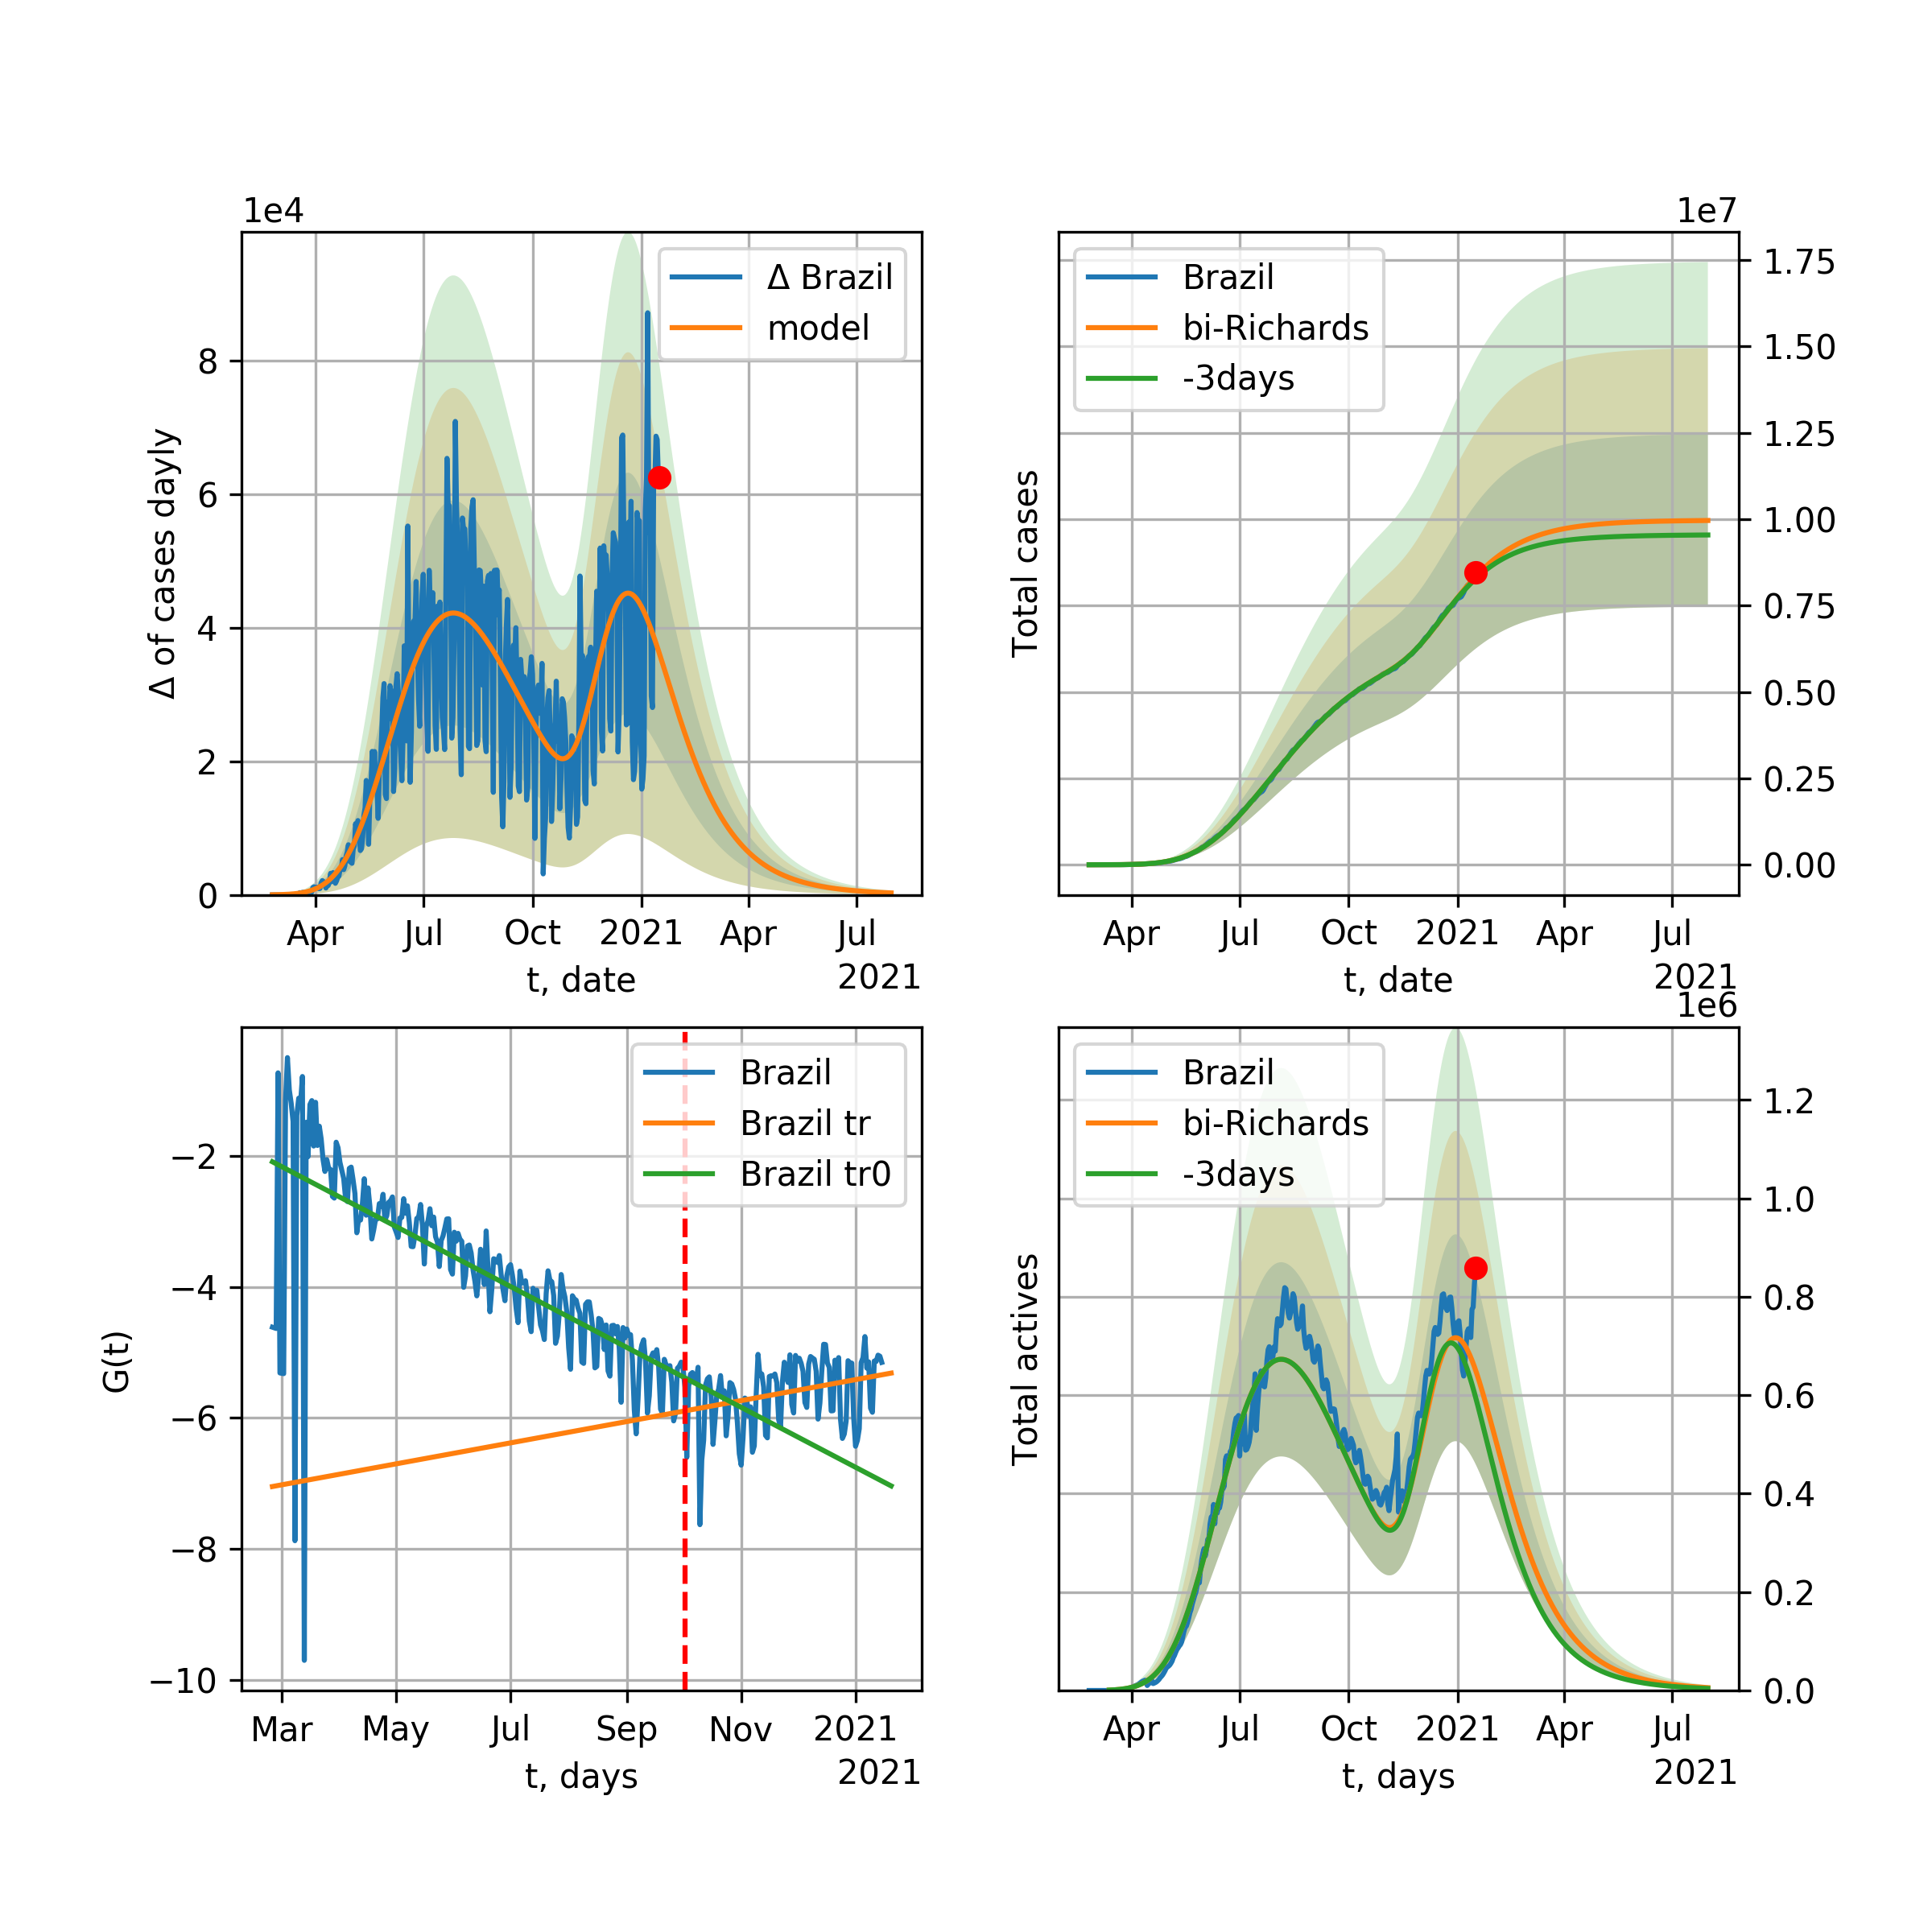 1e4
Δ Brazil
model
8
6
4
2
0
Δ of cases dayly
Apr Jul Oct 2021 Apr Jul
t, date
2021
1e7
Brazil
bi-Richards
-3days
1.75
1.50
1.25
1.00
0.75
0.50
0.25
0.00
Total cases
Apr Jul Oct 2021 Apr Jul
t, date
2021
Brazil
Brazil tr
Brazil tr0
−2
−4
−6
−8
−10
G(t)
Mar May Jul Sep Nov 2021
t, days
2021
1e6
Brazil
bi-Richards
-3days
1.2
1.0
0.8
0.6
0.4
0.2
0.0
Total actives
Apr Jul Oct 2021 Apr Jul
t, days
2021